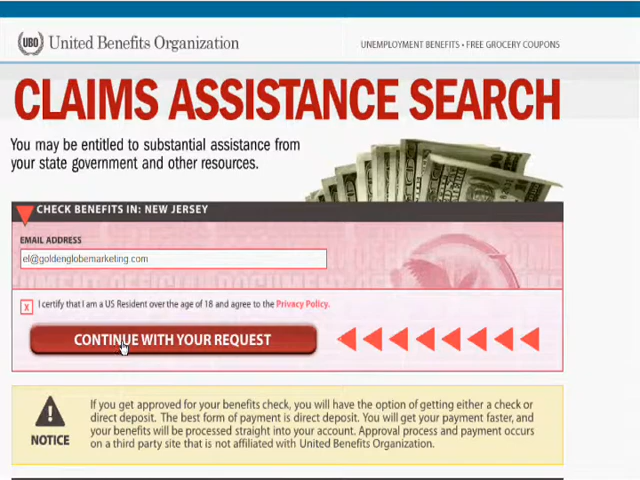 UBO United Benefits Organization
UNEMPLOYMENT BENEFITS • FREE GROCERY COUPONS
CLAIMS ASSISTANCE SEARCH
You may be entitled to substantial assistance from
your state government and other resources.
CHECK BENEFITS IN: NEW JERSEY
EMAIL ADDRESS
el@goldenglobemarketing.com
X I certify that I am a US Resident over the age of 18 and agree to the Privacy Policy.
CONTINUE WITH YOUR REQUEST
If you get approved for your benefits check, you will have the option of getting either a check or
direct deposit. The best form of payment is direct deposit. You will get your payment faster, and
your benefits will be processed straight into your account. Approval process and payment occurs
on a third party site that is not affiliated with United Benefits Organization.
NOTICE